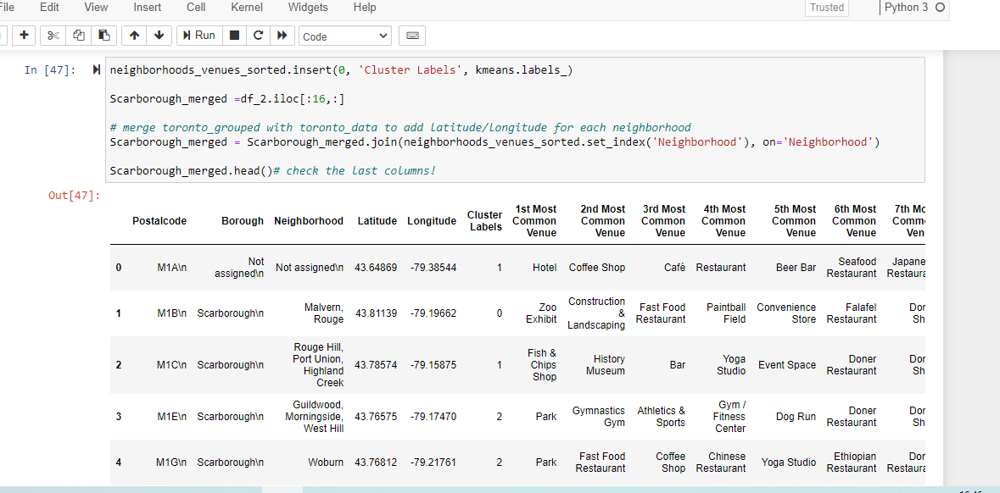 File Edit View Insert Cell Kernel Widgets Help Trusted Python 3
Run Code
In [47]: neighborhoods_venues_sorted.insert(0, 'Cluster Labels', kmeans.labels_)
Scarborough_merged =df_2.iloc[:16,:]
# merge toronto_grouped with toronto_data to add latitude/longitude for each neighborhood
Scarborough_merged = Scarborough_merged.join(neighborhoods_venues_sorted.set_index('Neighborhood'), on='Neighborhood')
Scarborough_merged.head()# check the last columns!
Out[47]:
Postalcode Borough Neighborhood Latitude Longitude Cluster Labels 1st Most Common Venue 2nd Most Common Venue 3rd Most Common Venue 4th Most Common Venue 5th Most Common Venue 6th Most Common Venue 7th Mo Comm Ven
0 M1A\n Not assigned\n Not assigned\n 43.64869 -79.38544 1 Hotel Coffee Shop Café Restaurant Beer Bar Seafood Restaurant Japane Restaura
1 M1B\n Scarborough\n Malvern, Rouge 43.81139 -79.19662 0 Zoo Exhibit Construction & Landscaping Fast Food Restaurant Paintball Field Convenience Store Falafel Restaurant Dor Sh
2 M1C\n Scarborough\n Rouge Hill, Port Union, Highland Creek 43.78574 -79.15875 1 Fish & Chips Shop History Museum Bar Yoga Studio Event Space Doner Restaurant Dor Sh
3 M1E\n Scarborough\n Guildwood, Morningside, West Hill 43.76575 -79.17470 2 Park Gymnastics Gym Athletics & Sports Gym / Fitness Center Dog Run Doner Restaurant Dor Sh
4 M1G\n Scarborough\n Woburn 43.76812 -79.21761 2 Park Fast Food Restaurant Coffee Shop Chinese Restaurant Yoga Studio Ethiopian Restaurant Dor Restaura